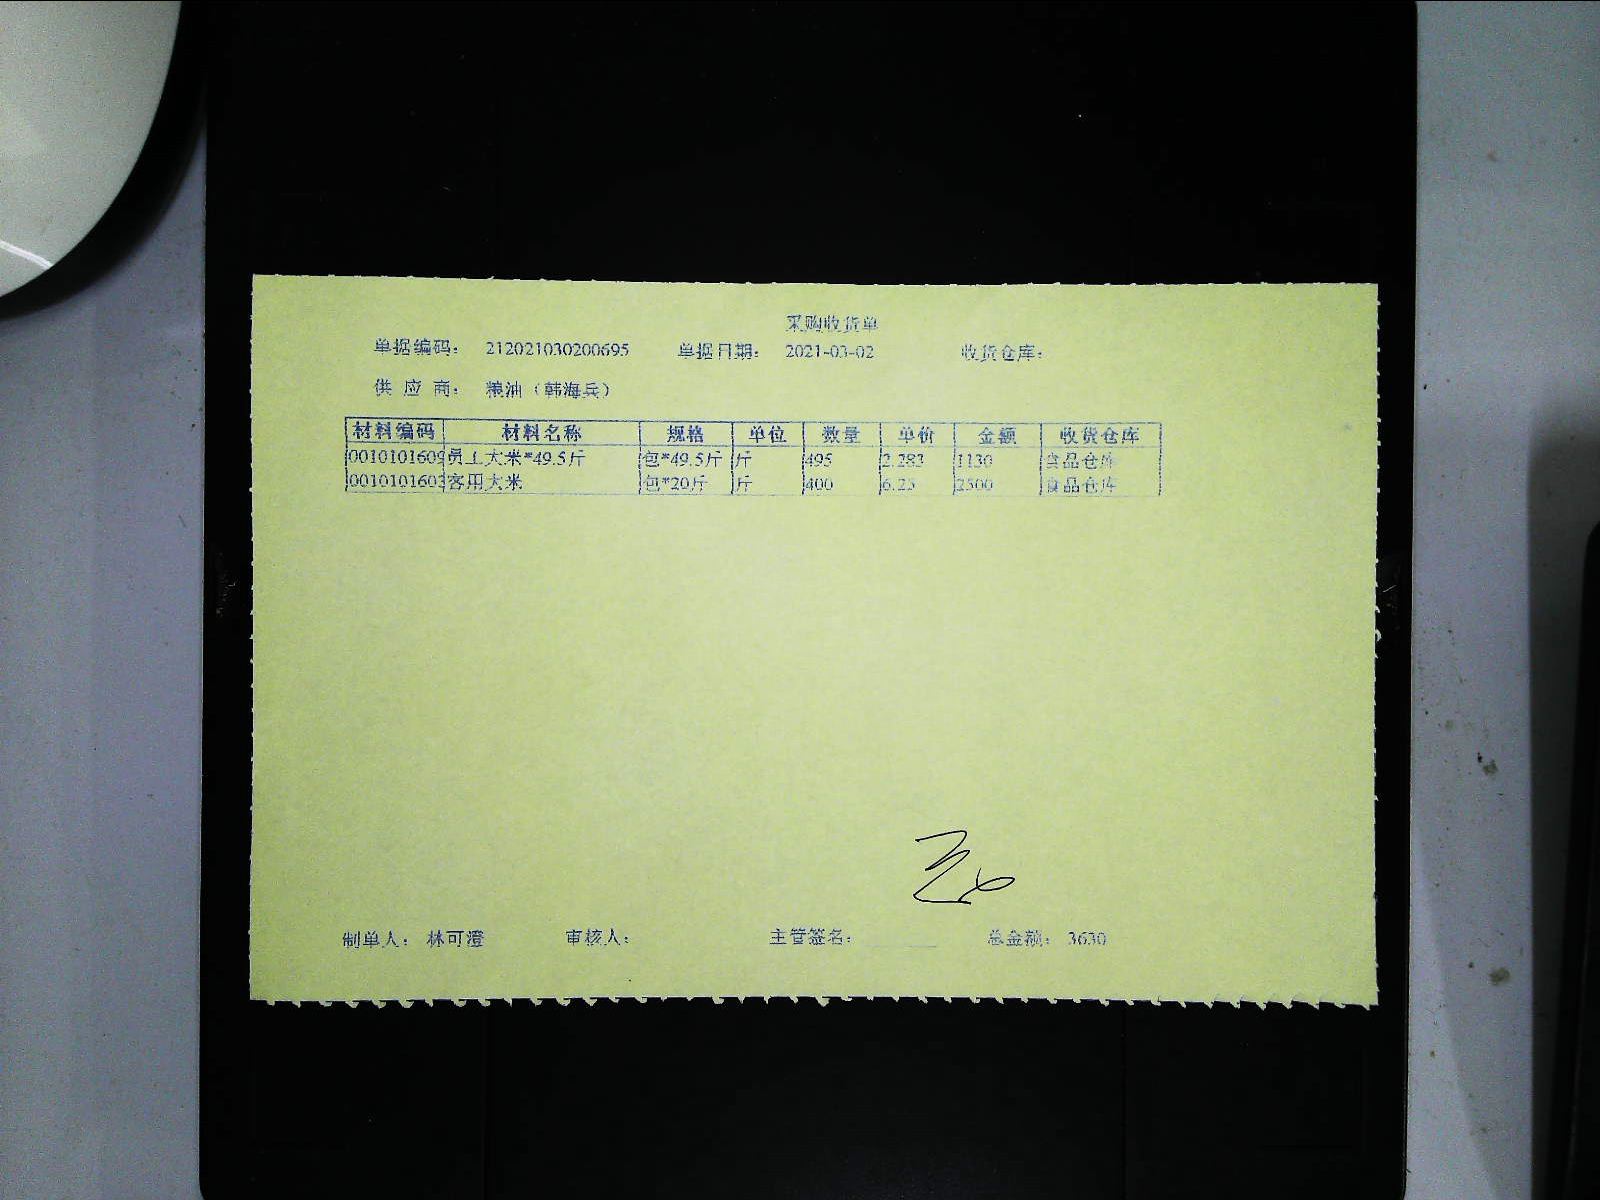 采购收货单
单据编码： 212021030200695 单据日期： 2021-03-02 收货仓库：
供 应 商： 粮油（韩海兵）
材料编码 材料名称 规格 单位 数量 单价 金额 收货仓库
0010101609 员工大米*49.5斤 包*49.5斤 斤 495 2.283 1130 食品仓库
0010101603 客用大米 包*20斤 斤 400 6.25 2500 食品仓库
制单人： 林可澄 审核人： 主管签名： 总金额： 3630